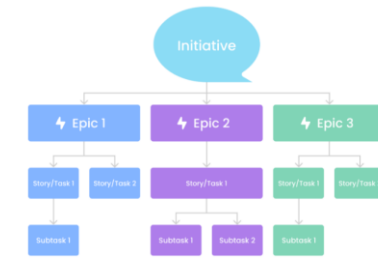 Initiative
Epic 1
Epic 2
Epic 3
Story/Task 1
Story/Task 2
Story/Task 1
Story/Task 1
Story/Task
Subtask 1
Subtask 1
Subtask 2
Subtask 1